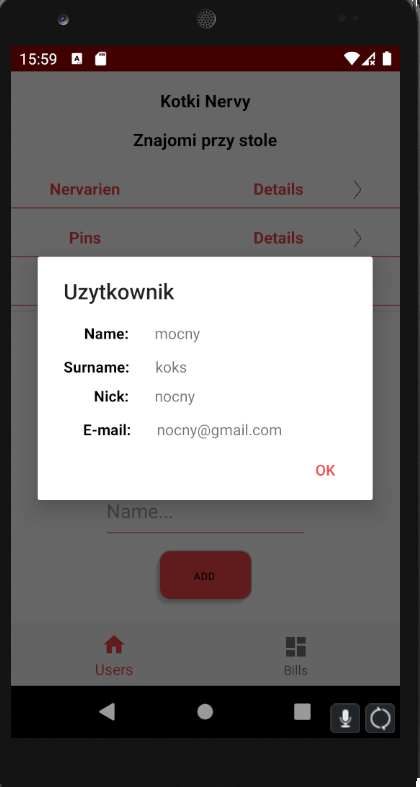 15:59
Kotki Nervy
Znajomi przy stole
Nervarien Details
Pins Details
Uzytkownik
Name: mocny
Surname: koks
Nick: nocny
E-mail: nocny@gmail.com
OK
Name...
ADD
Users Bills